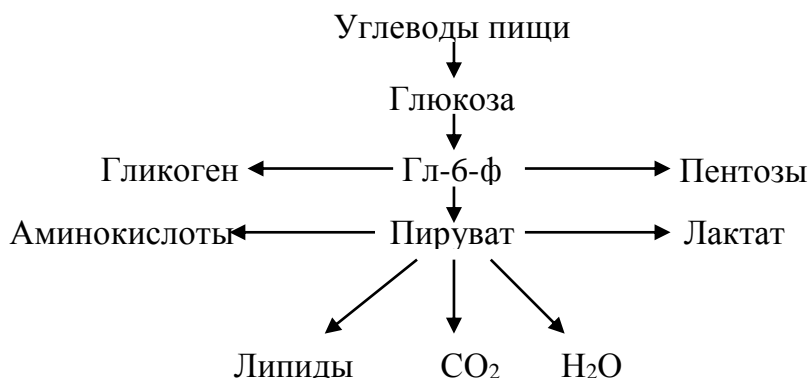 Углеводы пищи
Глюкоза
Гликоген Гл-6-ф Пентозы
Аминокислоты Пируват Лактат
Липиды CO₂ H₂O